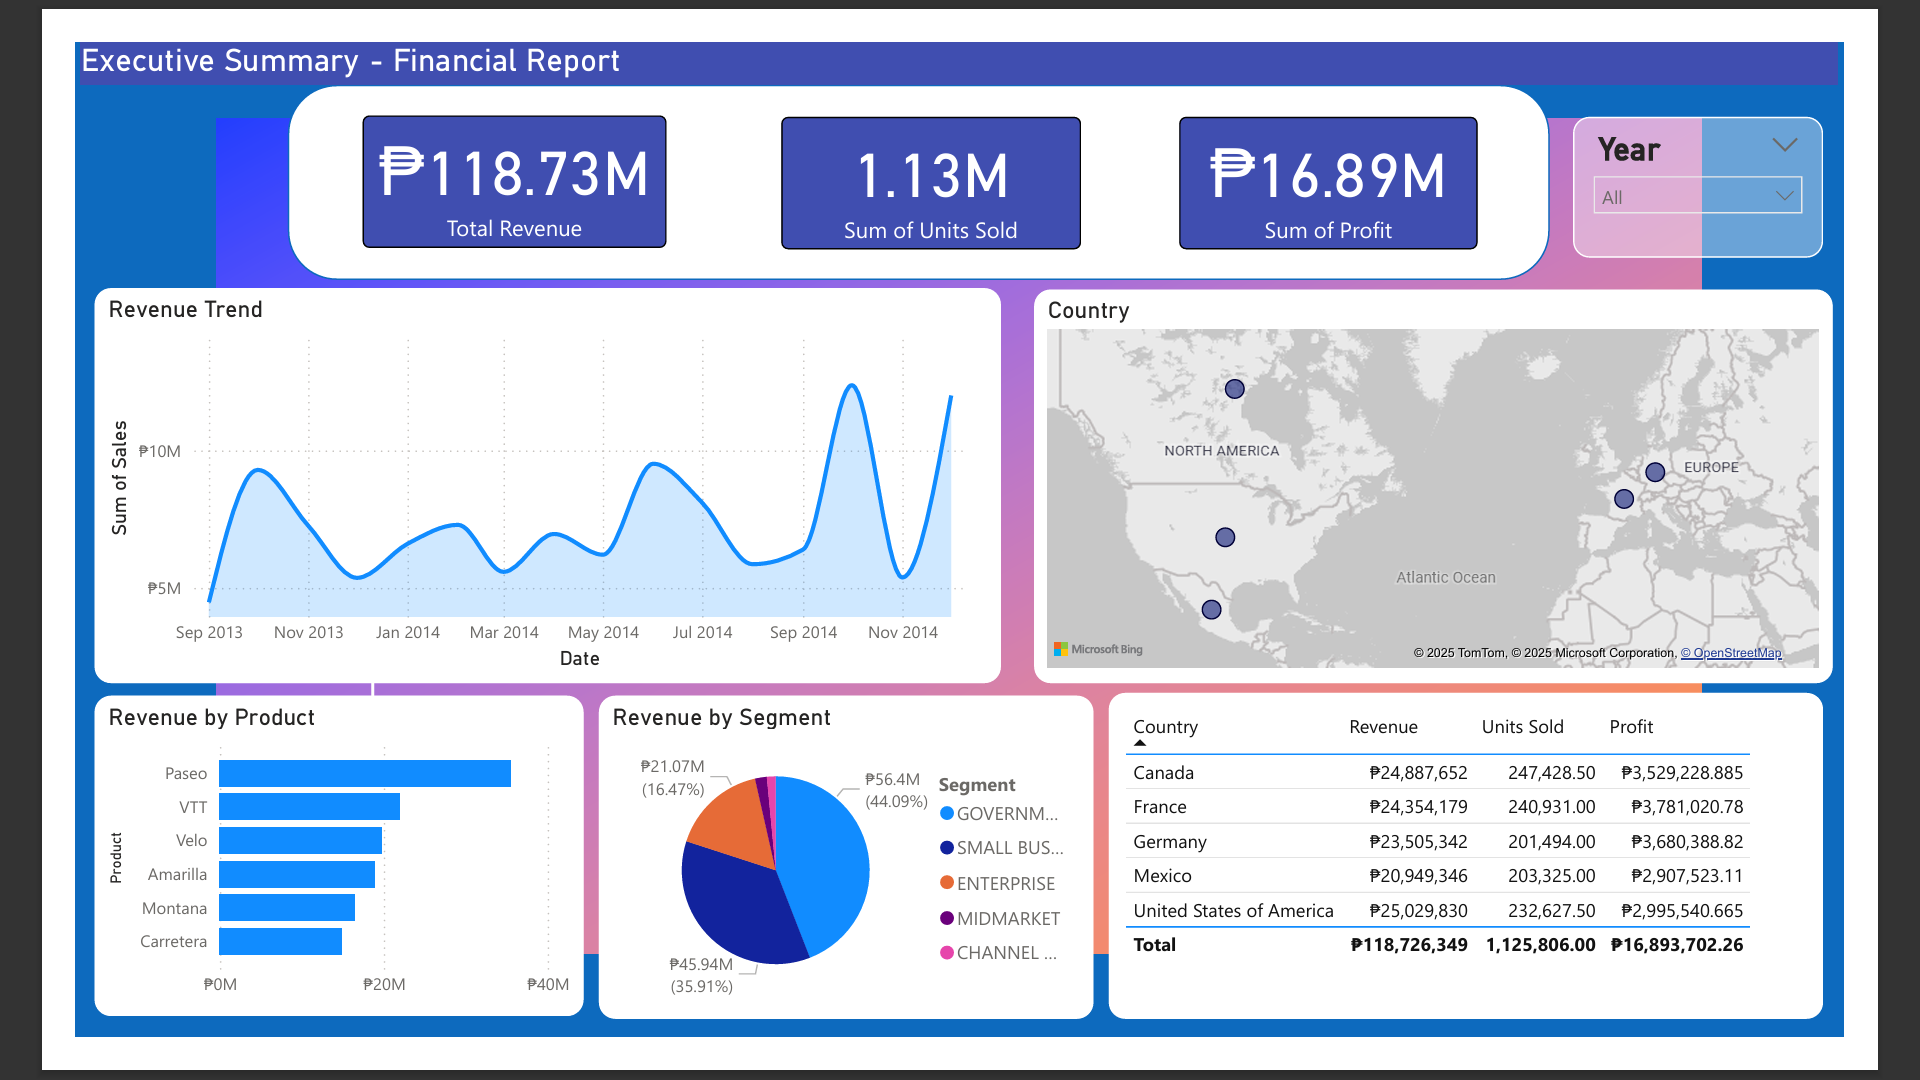 Executive Summary - Financial Report
₱118.73M
Total Revenue
1.13M
Sum of Units Sold
₱16.89M
Sum of Profit
Year
All
Revenue Trend
Sum of Sales
₱10M
₱5M
Sep 2013 Nov 2013 Jan 2014 Mar 2014 May 2014 Jul 2014 Sep 2014 Nov 2014
Date
Country
NORTH AMERICA
EUROPE
Atlantic Ocean
Microsoft Bing
© 2025 TomTom, © 2025 Microsoft Corporation, © OpenStreetMap
Revenue by Product
Product
Paseo
VTT
Velo
Amarilla
Montana
Carretera
₱0M ₱20M ₱40M
Revenue by Segment
₱21.07M
(16.47%)
₱56.4M
(44.09%)
₱45.94M
(35.91%)
Segment
GOVERNM...
SMALL BUS...
ENTERPRISE
MIDMARKET
CHANNEL ...
Country Revenue Units Sold Profit
Canada ₱24,887,652 247,428.50 ₱3,529,228.885
France ₱24,354,179 240,931.00 ₱3,781,020.78
Germany ₱23,505,342 201,494.00 ₱3,680,388.82
Mexico ₱20,949,346 203,325.00 ₱2,907,523.11
United States of America ₱25,029,830 232,627.50 ₱2,995,540.665
Total ₱118,726,349 1,125,806.00 ₱16,893,702.26